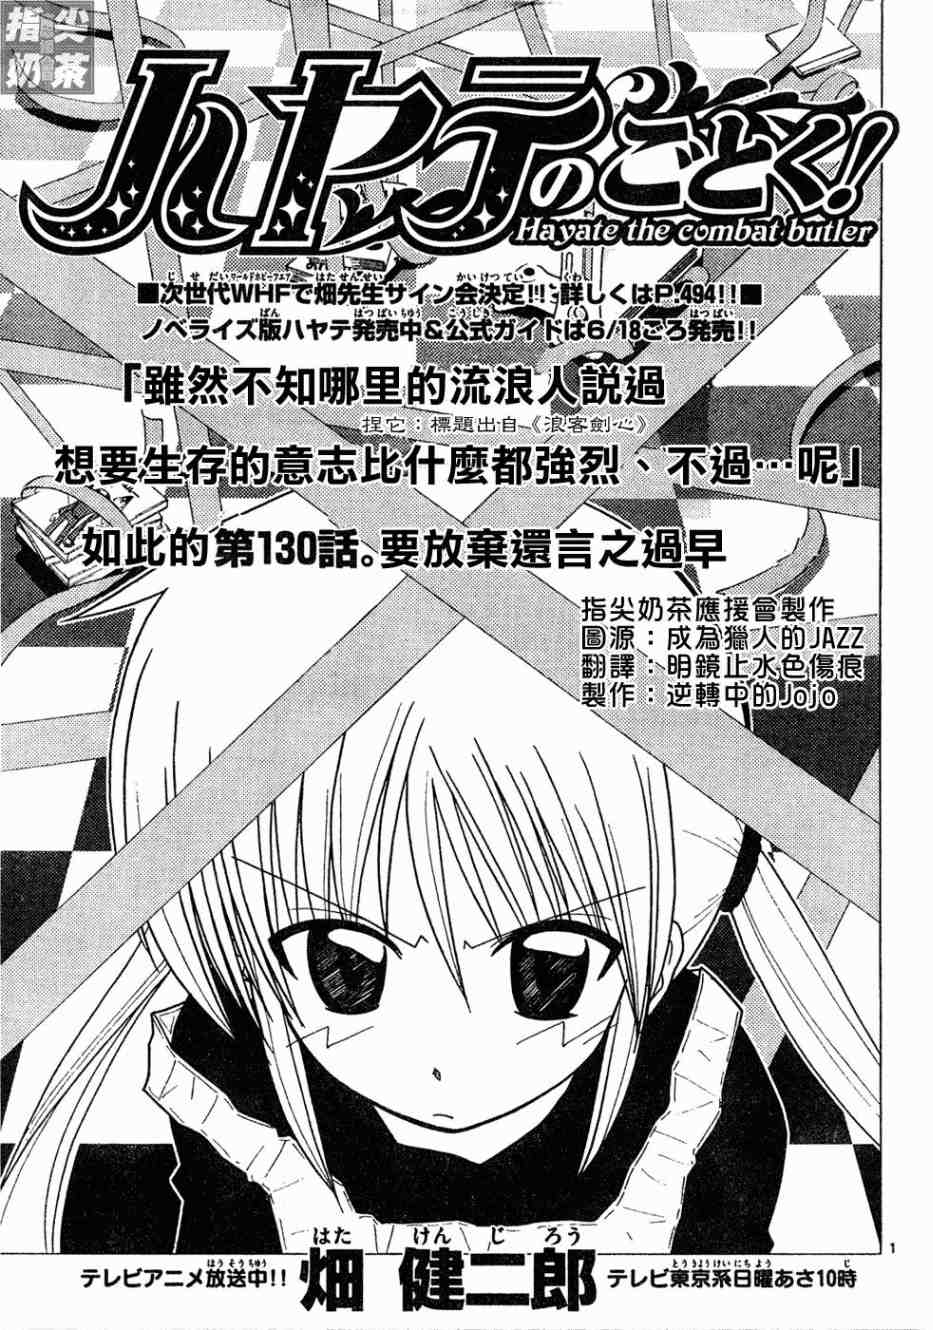 指尖
奶茶
ハヤテのごとく!
Hayate the combat butler
■次世代WHFで畑先生サイン会決定!! 詳しくはP.494!!■
ノベライズ版ハヤテ発売中&公式ガイドは6/18ごろ発売!!
「雖然不知哪里的流浪人説過
捏它：標題出自《浪客劍心》
想要生存的意志比什麼都強烈、不過…呢」
如此的第130話。要放棄還言之過早
指尖奶茶應援會製作
圖源：成為獵人的JAZZ
翻譯：明鏡止水色傷痕
製作：逆轉中的Jojo
はた けん じ ろう
畑 健二郎
テレビアニメ放送中!!
テレビ東京系日曜あさ10時
1